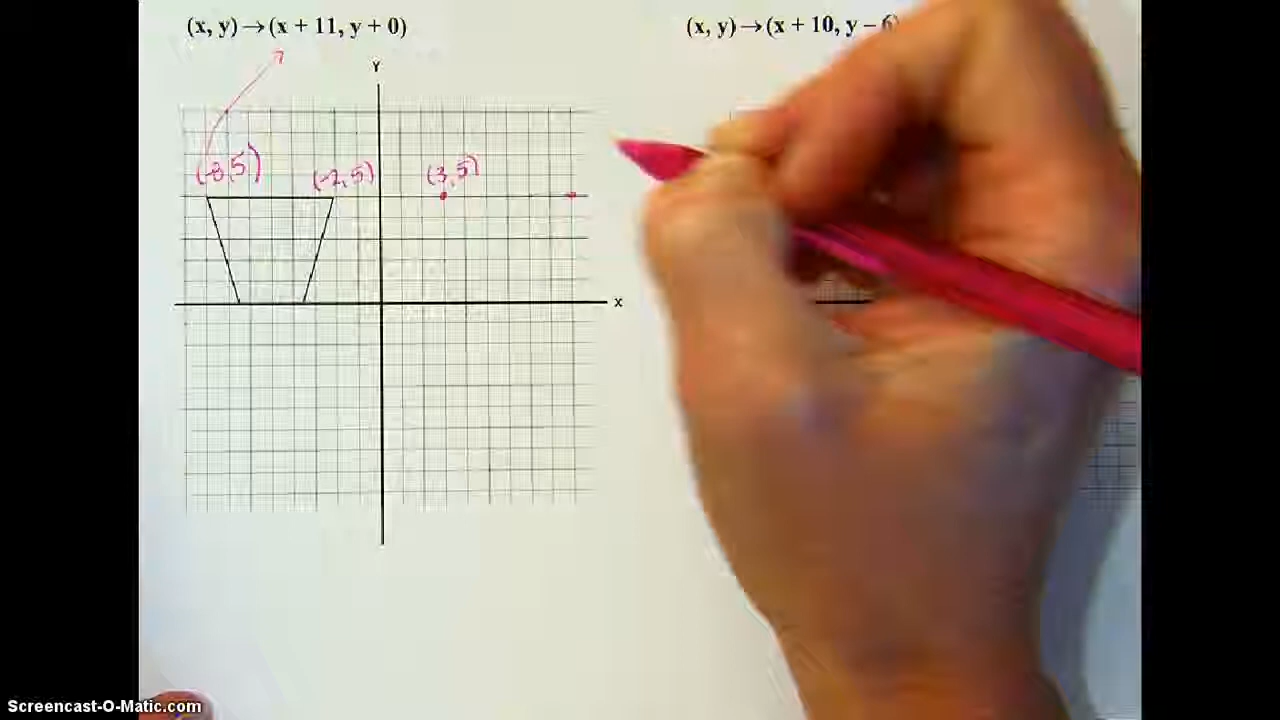 (x, y) → (x + 11, y + 0)
(x, y) → (x + 10, y – 6)
Y
(-8,5)
(-2,5)
(3,5)
X
Screencast-O-Matic.com